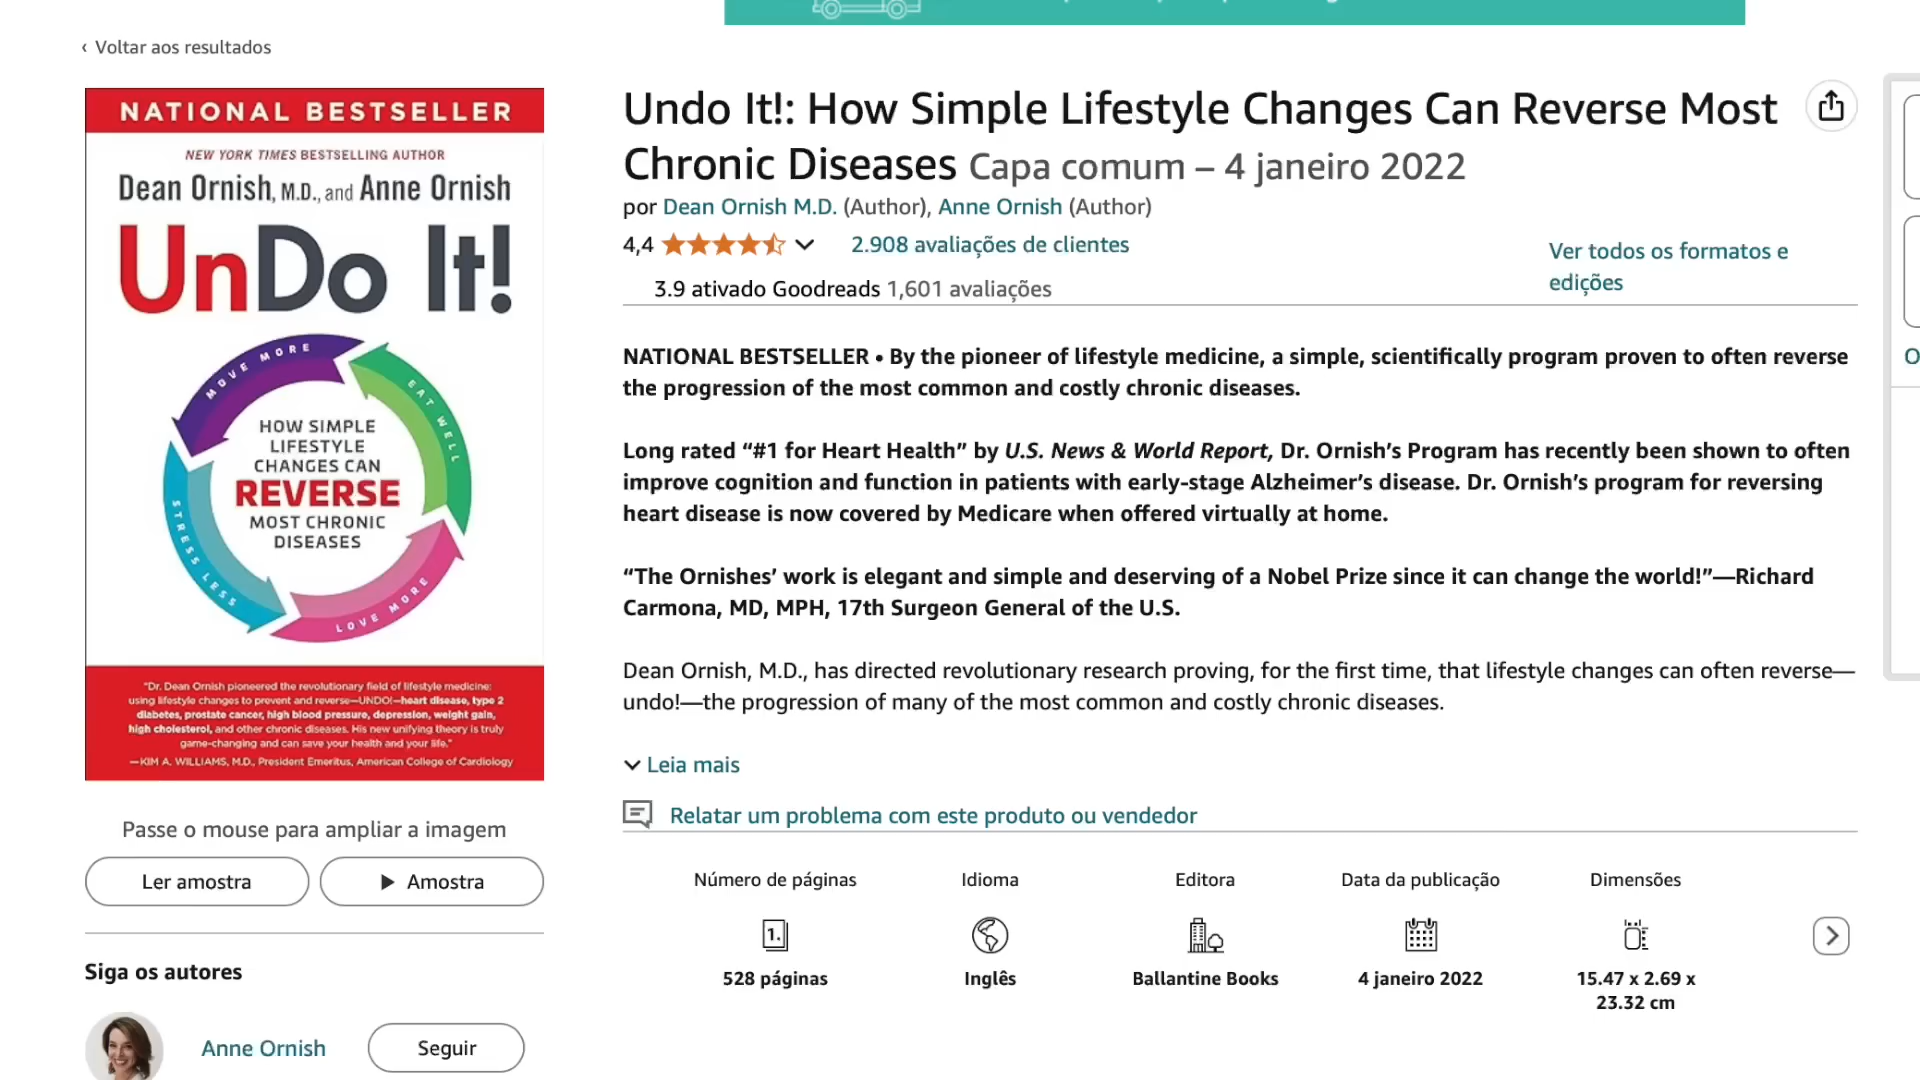 ‹ Voltar aos resultados
NATIONAL BESTSELLER
NEW YORK TIMES BESTSELLING AUTHOR
Dean Ornish, M.D., and Anne Ornish
UnDo It!
MOVE MORE
EAT WELL
STRESS LESS
LOVE MORE
HOW SIMPLE
LIFESTYLE
CHANGES CAN
REVERSE
MOST CHRONIC
DISEASES
"Dr. Dean Ornish pioneered the revolutionary field of lifestyle medicine:
using lifestyle changes to prevent and reverse—UNDO!—heart disease, type 2
diabetes, prostate cancer, high blood pressure, depression, weight gain,
high cholesterol, and other chronic diseases. His new unifying theory is truly
game-changing and can save your health and your life."
—KIM A. WILLIAMS, M.D., President Emeritus, American College of Cardiology
Passe o mouse para ampliar a imagem
Ler amostra
Amostra
Siga os autores
Anne Ornish
Seguir
Undo It!: How Simple Lifestyle Changes Can Reverse Most
Chronic Diseases Capa comum – 4 janeiro 2022
por Dean Ornish M.D. (Author), Anne Ornish (Author)
4,4 2.908 avaliações de clientes
3.9 ativado Goodreads 1,601 avaliações
Ver todos os formatos e
edições
NATIONAL BESTSELLER • By the pioneer of lifestyle medicine, a simple, scientifically program proven to often reverse
the progression of the most common and costly chronic diseases.
Long rated “#1 for Heart Health” by U.S. News & World Report, Dr. Ornish’s Program has recently been shown to often
improve cognition and function in patients with early-stage Alzheimer’s disease. Dr. Ornish’s program for reversing
heart disease is now covered by Medicare when offered virtually at home.
“The Ornishes’ work is elegant and simple and deserving of a Nobel Prize since it can change the world!”—Richard
Carmona, MD, MPH, 17th Surgeon General of the U.S.
Dean Ornish, M.D., has directed revolutionary research proving, for the first time, that lifestyle changes can often reverse—
undo!—the progression of many of the most common and costly chronic diseases.
Leia mais
Relatar um problema com este produto ou vendedor
Número de páginas
1.
528 páginas
Idioma
Inglês
Editora
Ballantine Books
Data da publicação
4 janeiro 2022
Dimensões
15.47 x 2.69 x
23.32 cm